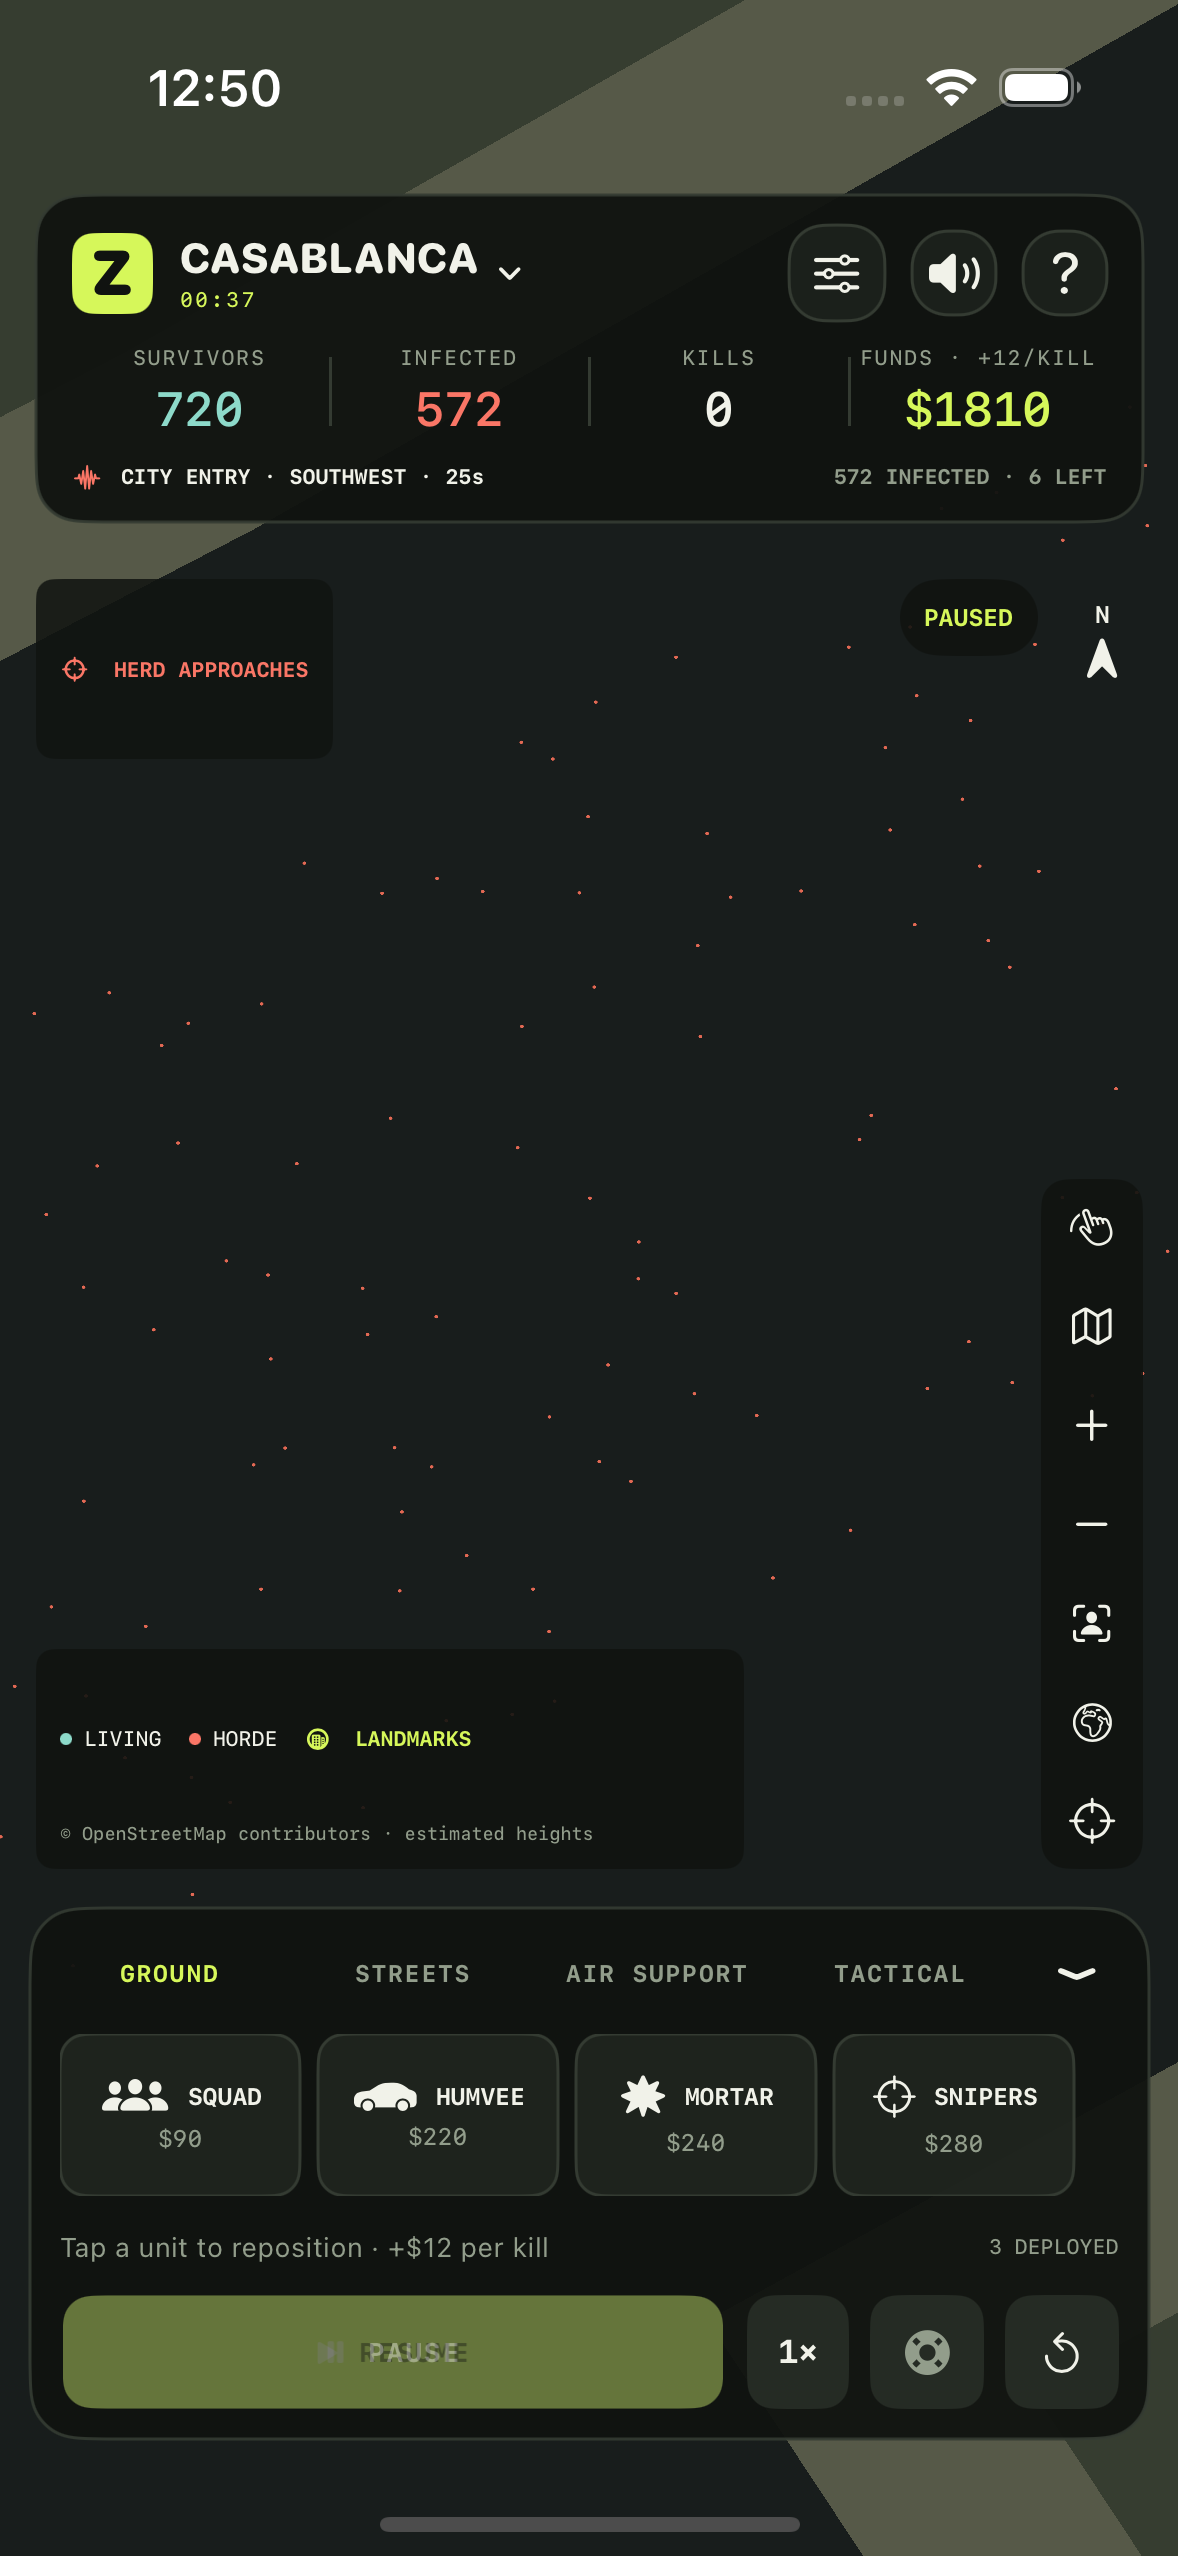 12:50
Z
CASABLANCA
00:37
SURVIVORS
INFECTED
KILLS
FUNDS · +12/KILL
720
572
0
$1810
CITY ENTRY · SOUTHWEST · 25s
572 INFECTED · 6 LEFT
HERD APPROACHES
PAUSED
N
LIVING
HORDE
LANDMARKS
© OpenStreetMap contributors · estimated heights
GROUND
STREETS
AIR SUPPORT
TACTICAL
SQUAD
$90
HUMVEE
$220
MORTAR
$240
SNIPERS
$280
Tap a unit to reposition · +$12 per kill
3 DEPLOYED
PAUSE
RESUME
1×